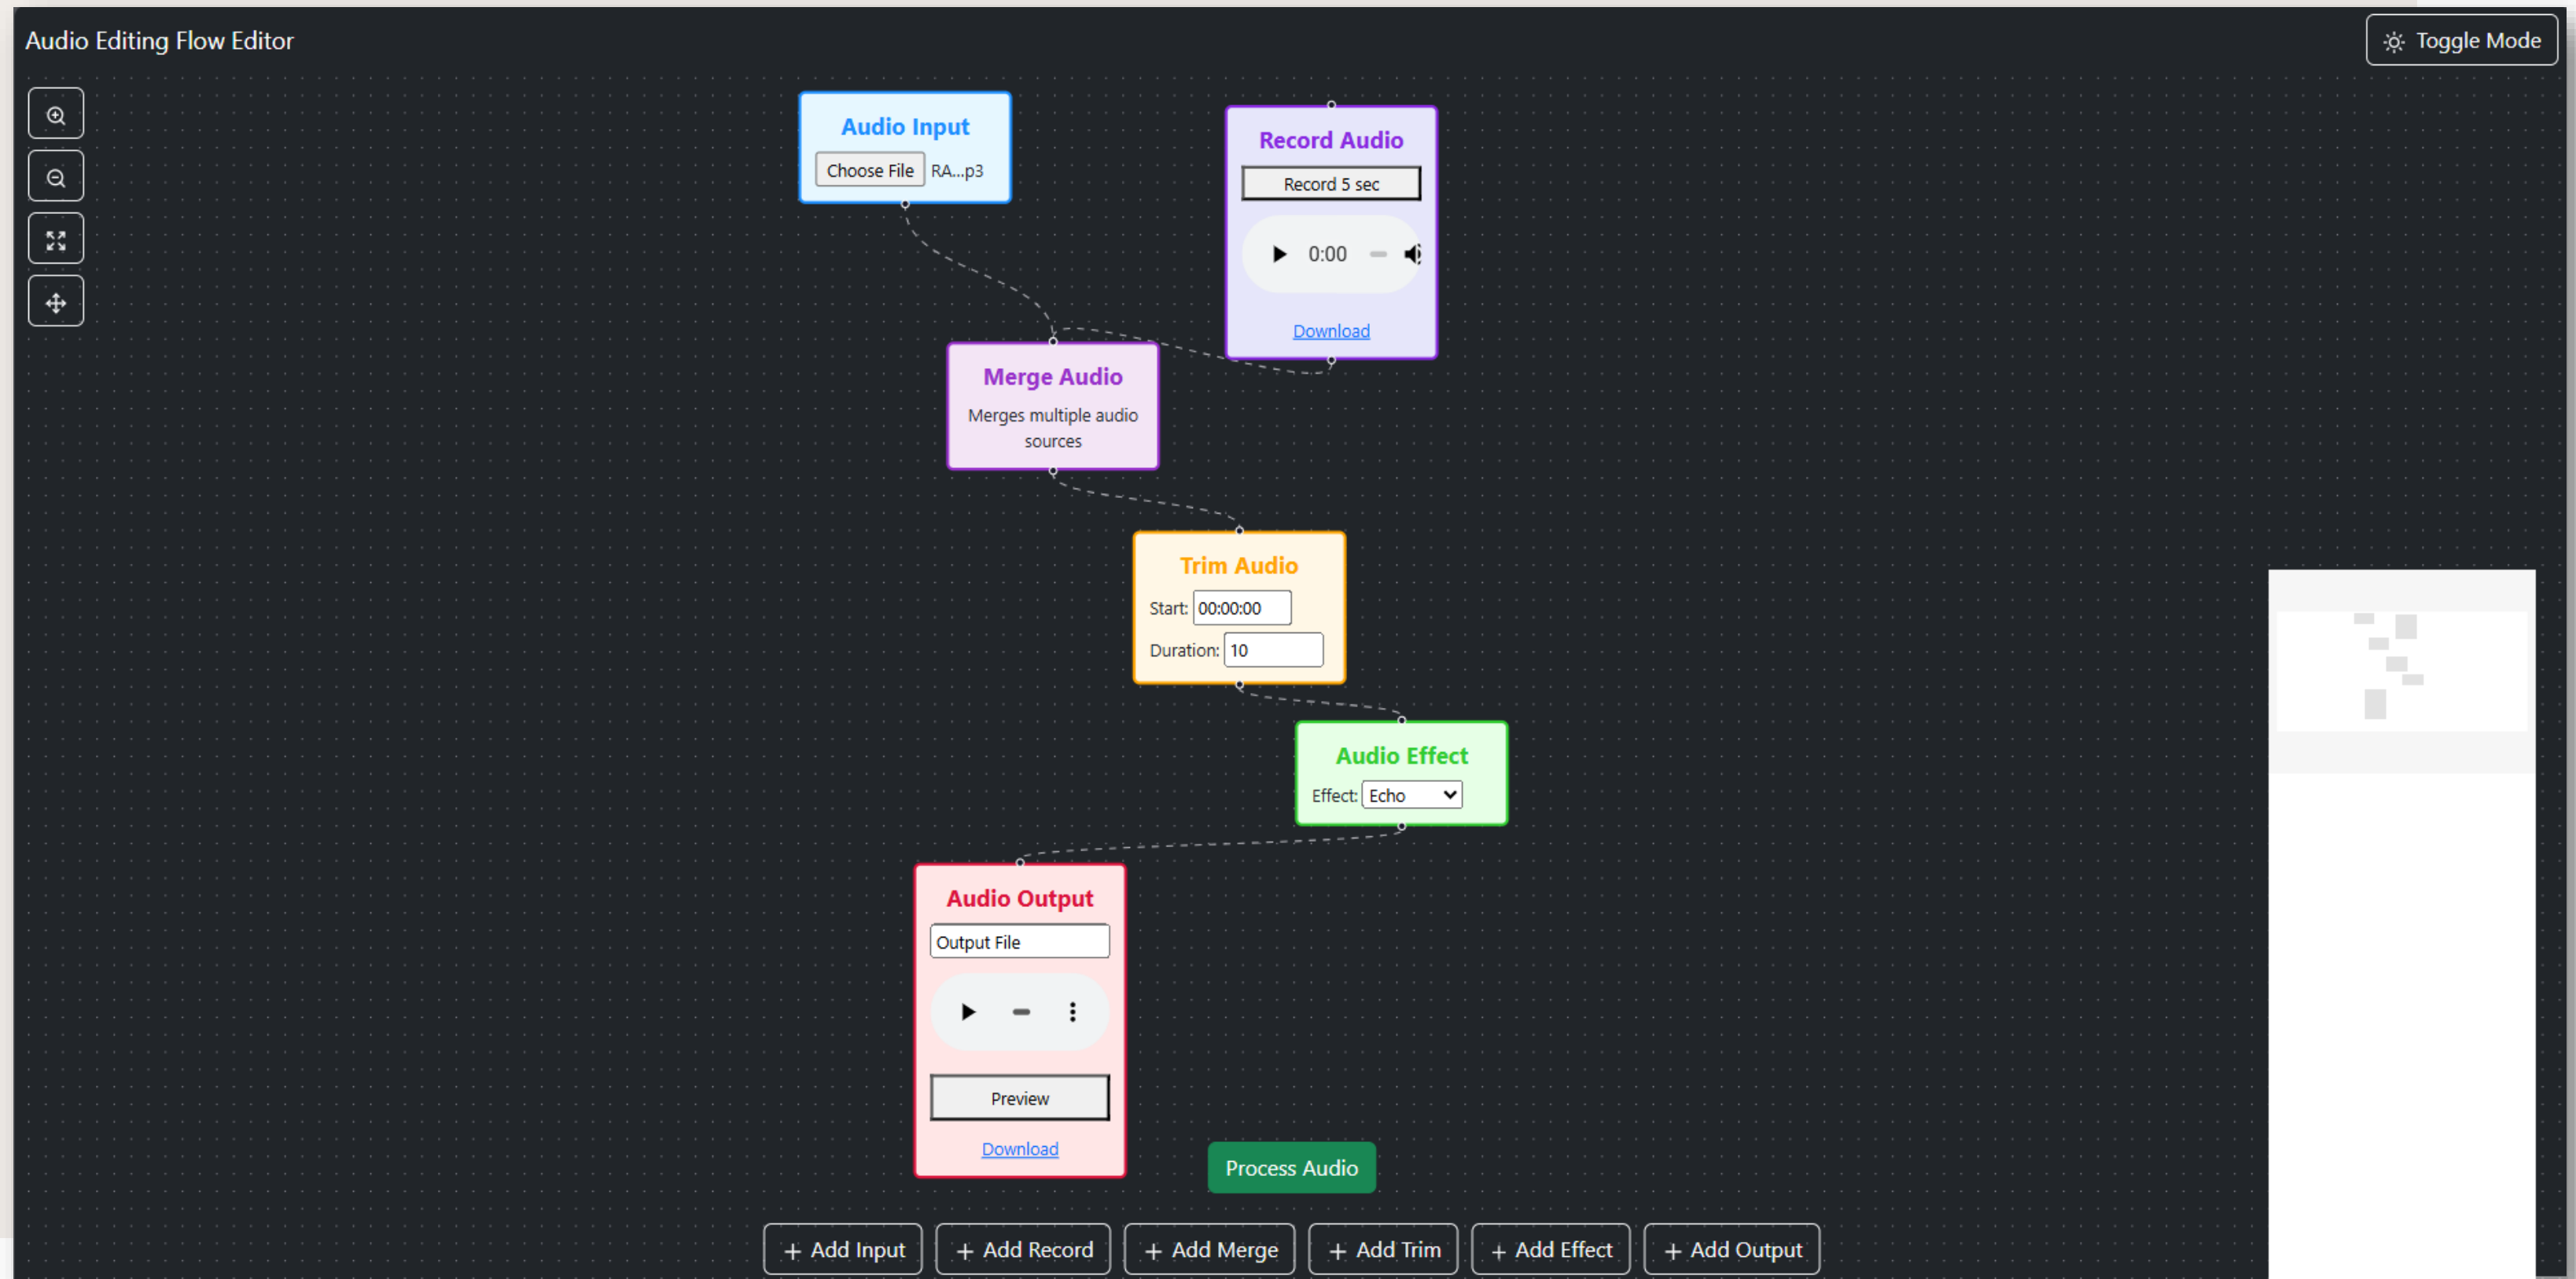 Audio Editing Flow Editor
Toggle Mode
Audio Input
Choose File RA...p3
Record Audio
Record 5 sec
0:00
Download
Merge Audio
Merges multiple audio
sources
Trim Audio
Start: 00:00:00
Duration: 10
Audio Effect
Effect: Echo
Audio Output
Output File
Preview
Download
Process Audio
+ Add Input
+ Add Record
+ Add Merge
+ Add Trim
+ Add Effect
+ Add Output